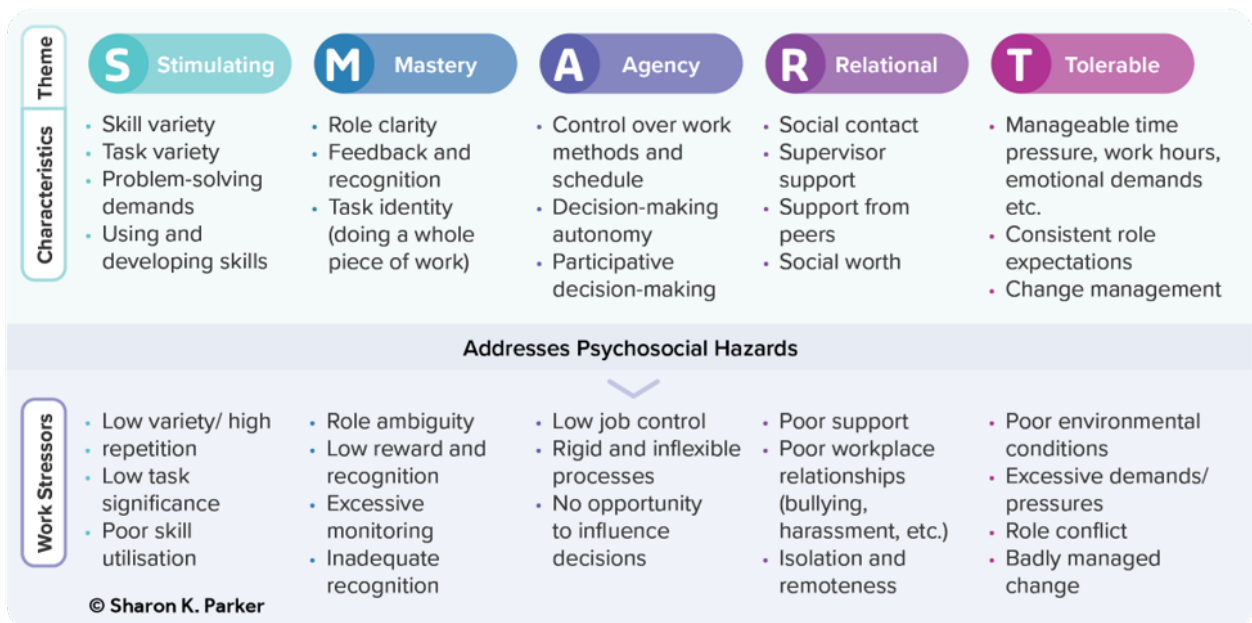 Theme
S Stimulating
M Mastery
A Agency
R Relational
T Tolerable
Characteristics
• Skill variety
• Task variety
• Problem-solving
demands
• Using and
developing skills
• Role clarity
• Feedback and
recognition
• Task identity
(doing a whole
piece of work)
• Control over work
methods and
schedule
• Decision-making
autonomy
• Participative
decision-making
• Social contact
• Supervisor
support
• Support from
peers
• Social worth
• Manageable time
pressure, work hours,
emotional demands
etc.
• Consistent role
expectations
• Change management
Addresses Psychosocial Hazards
Work Stressors
• Low variety/ high
• repetition
• Low task
significance
• Poor skill
utilisation
• Role ambiguity
• Low reward and
recognition
• Excessive
monitoring
• Inadequate
recognition
• Low job control
• Rigid and inflexible
processes
• No opportunity
to influence
decisions
• Poor support
• Poor workplace
relationships
(bullying,
harassment, etc.)
• Isolation and
remoteness
• Poor environmental
conditions
• Excessive demands/
pressures
• Role conflict
• Badly managed
change
© Sharon K. Parker